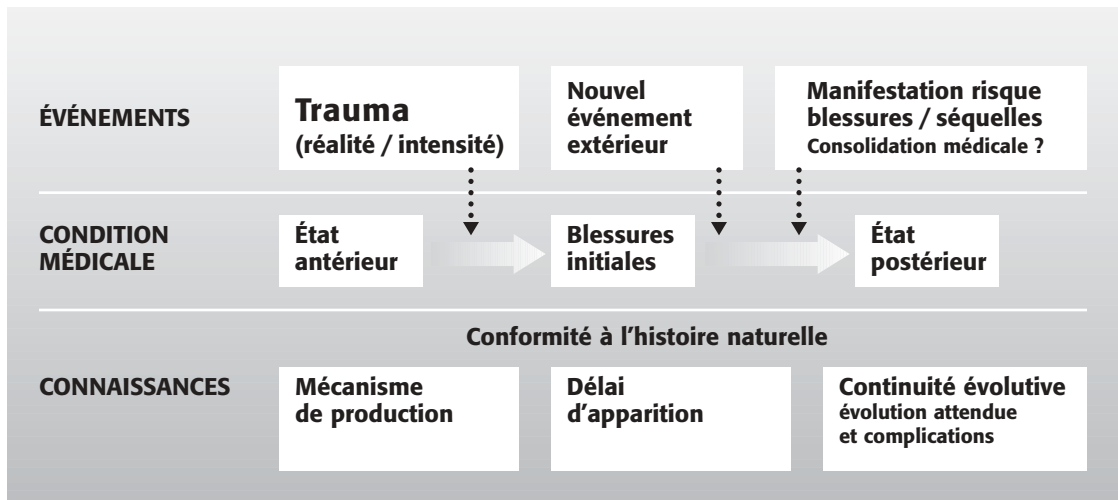 ÉVÉNEMENTS
Trauma
(réalité / intensité)
Nouvel
événement
extérieur
Manifestation risque
blessures / séquelles
Consolidation médicale ?
CONDITION
MÉDICALE
État
antérieur
Blessures
initiales
État
postérieur
Conformité à l'histoire naturelle
CONNAISSANCES
Mécanisme
de production
Délai
d'apparition
Continuité évolutive
évolution attendue
et complications